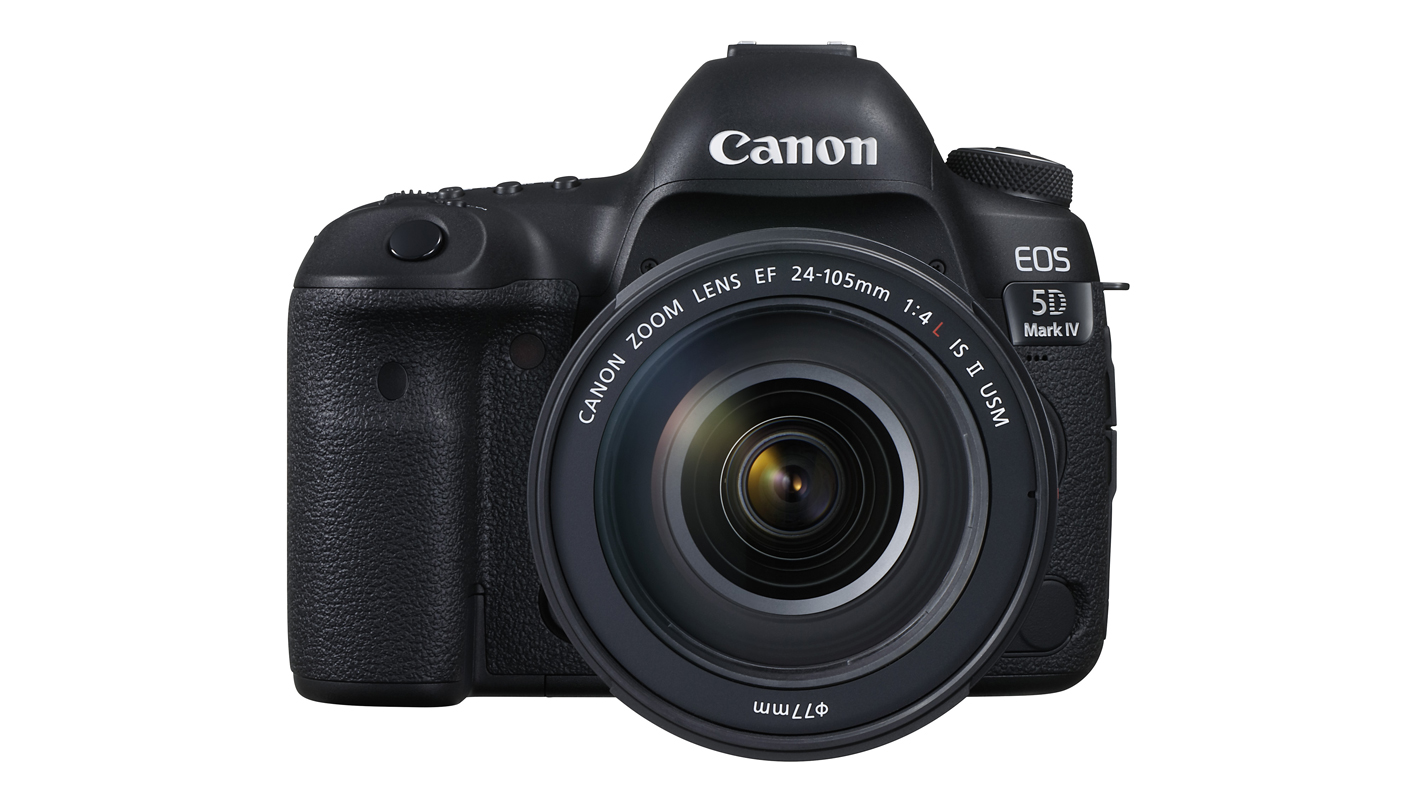 Canon
EOS
5D
Mark IV
CANON ZOOM LENS EF 24-105mm 1:4 L IS II USM
Φ77mm